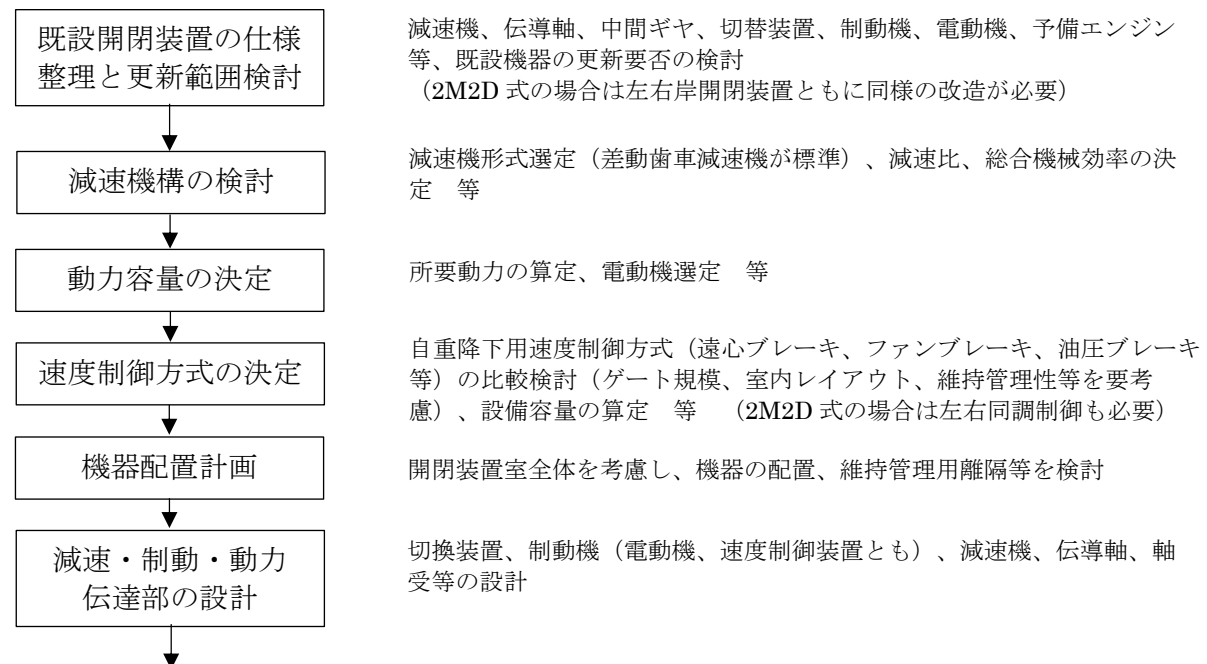 既設開閉装置の仕様
整理と更新範囲検討
減速機、伝導軸、中間ギヤ、切替装置、制動機、電動機、予備エンジン
等、既設機器の更新要否の検討
（2M2D 式の場合は左右岸開閉装置ともに同様の改造が必要）
減速機構の検討
減速機形式選定（差動歯車減速機が標準）、減速比、総合機械効率の決
定　等
動力容量の決定
所要動力の算定、電動機選定　等
速度制御方式の決定
自重降下用速度制御方式（遠心ブレーキ、ファンブレーキ、油圧ブレーキ
等）の比較検討（ゲート規模、室内レイアウト、維持管理性等を要考
慮）、設備容量の算定　等　（2M2D 式の場合は左右同調制御も必要）
機器配置計画
開閉装置室全体を考慮し、機器の配置、維持管理用離隔等を検討
減速・制動・動力
伝達部の設計
切換装置、制動機（電動機、速度制御装置とも）、減速機、伝導軸、軸
受等の設計